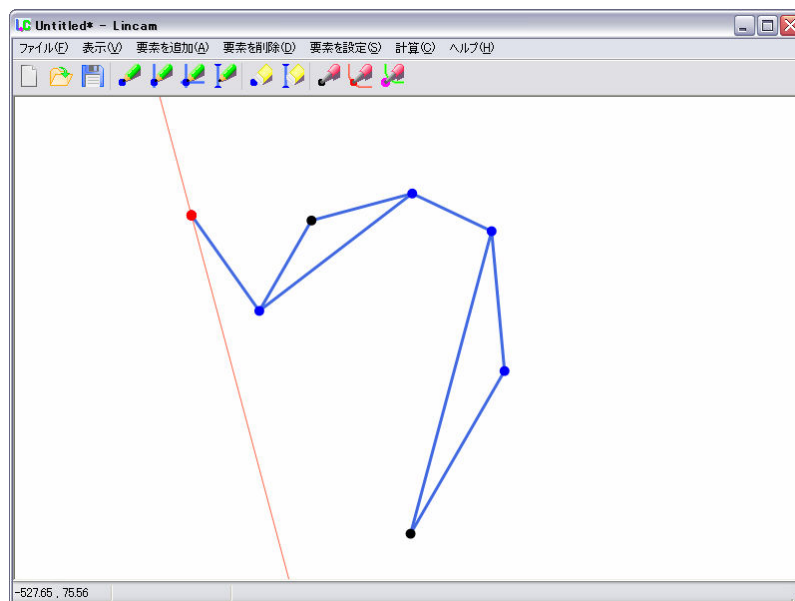 LC Untitled* - Lincam
ファイル(F) 表示(V) 要素を追加(A) 要素を削除(D) 要素を設定(S) 計算(C) ヘルプ(H)
-527.65 , 75.56